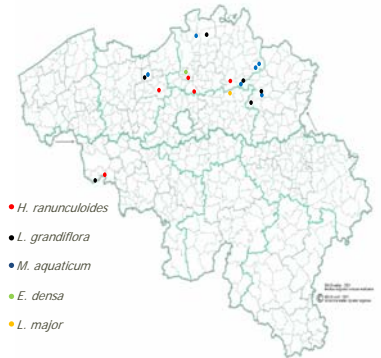 H. ranunculoides
L. grandiflora
M. aquaticum
E. densa
L. major